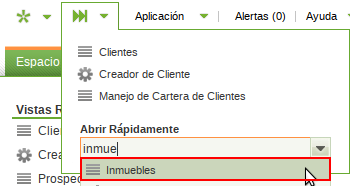 Aplicación Alertas (0) Ayuda
Clientes
Espacio
Creador de Cliente
Manejo de Cartera de Clientes
Vistas R
Abrir Rápidamente
Clie
inmue
Crea
Inmuebles
Prospec